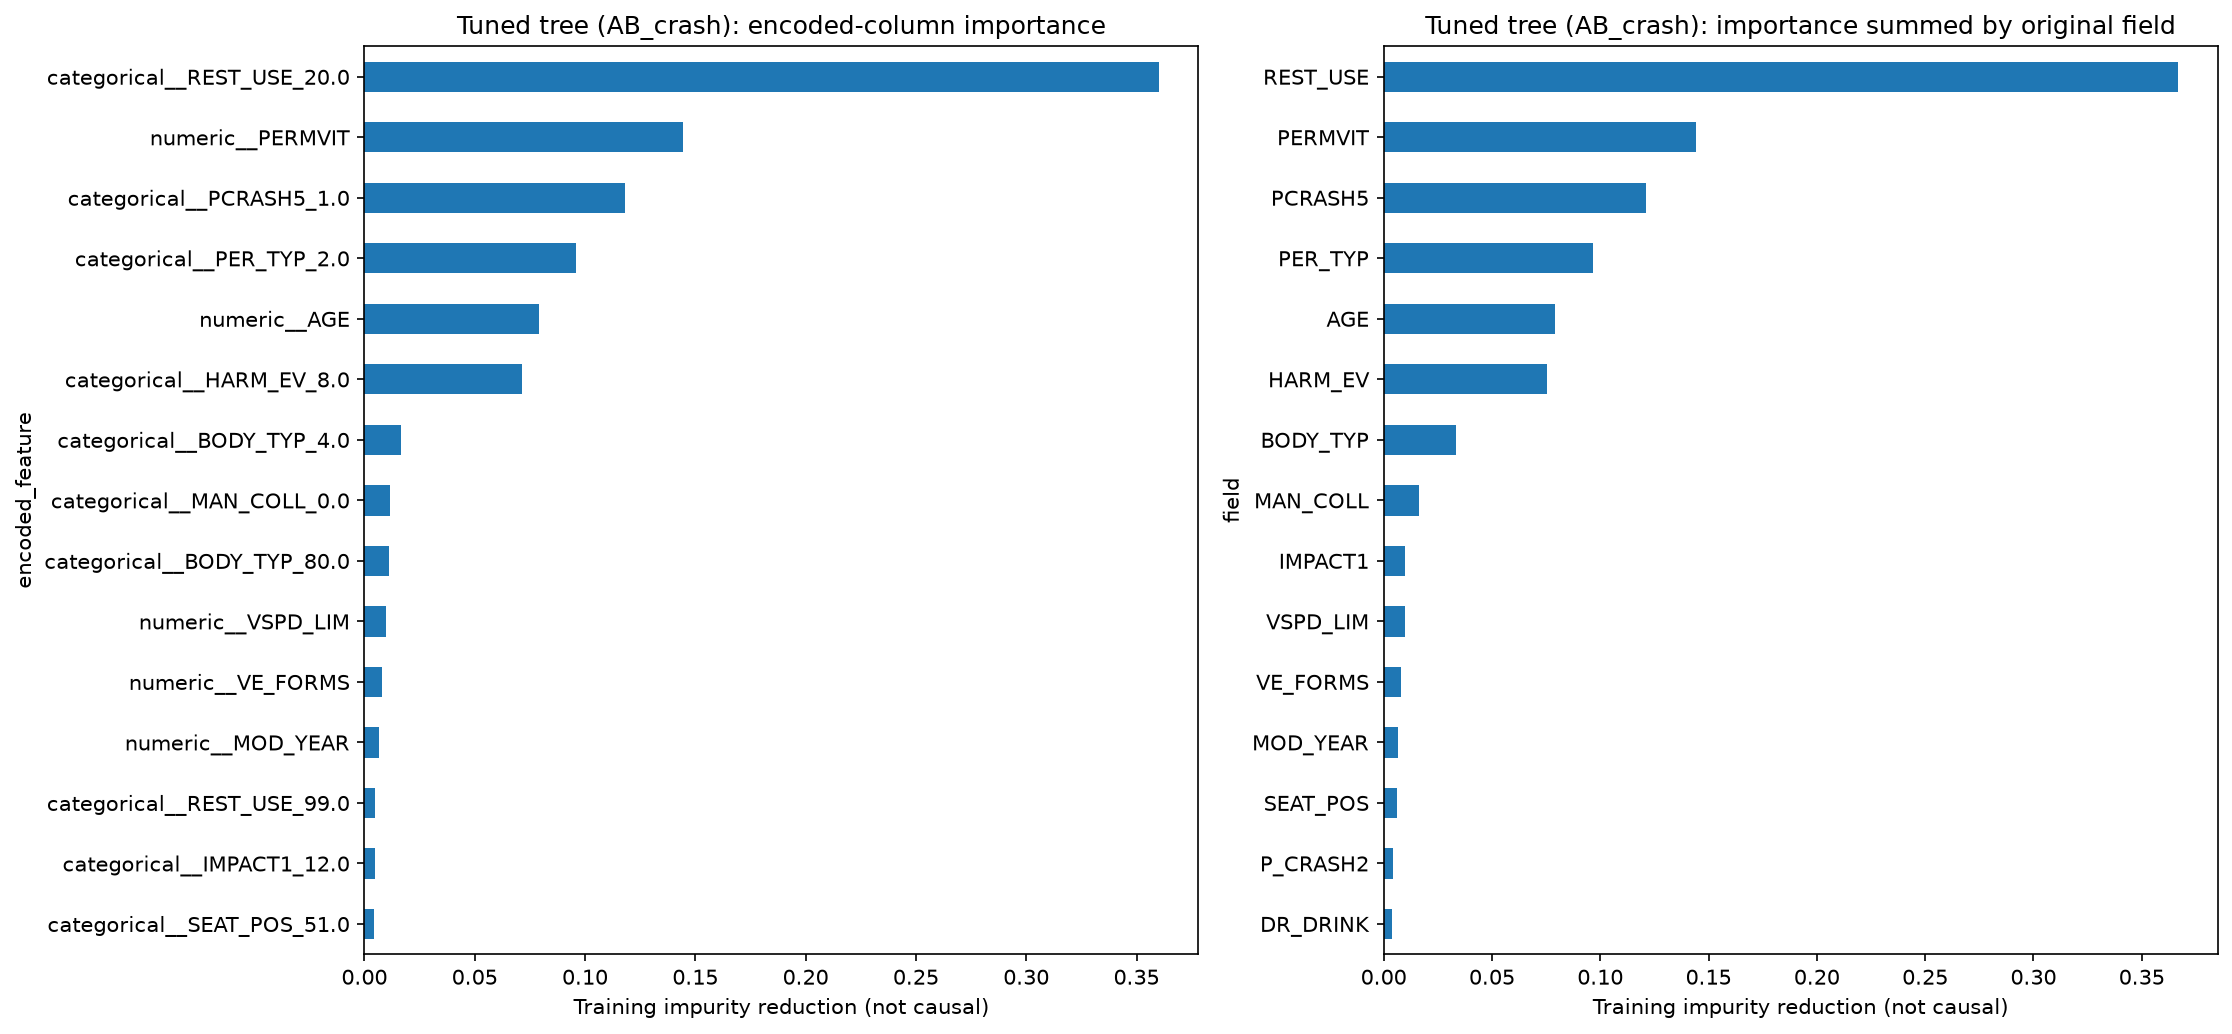 Tuned tree (AB_crash): encoded-column importance
encoded_feature
categorical__REST_USE_20.0
numeric__PERMVIT
categorical__PCRASH5_1.0
categorical__PER_TYP_2.0
numeric__AGE
categorical__HARM_EV_8.0
categorical__BODY_TYP_4.0
categorical__MAN_COLL_0.0
categorical__BODY_TYP_80.0
numeric__VSPD_LIM
numeric__VE_FORMS
numeric__MOD_YEAR
categorical__REST_USE_99.0
categorical__IMPACT1_12.0
categorical__SEAT_POS_51.0
0.00 0.05 0.10 0.15 0.20 0.25 0.30 0.35
Training impurity reduction (not causal)
Tuned tree (AB_crash): importance summed by original field
field
REST_USE
PERMVIT
PCRASH5
PER_TYP
AGE
HARM_EV
BODY_TYP
MAN_COLL
IMPACT1
VSPD_LIM
VE_FORMS
MOD_YEAR
SEAT_POS
P_CRASH2
DR_DRINK
0.00 0.05 0.10 0.15 0.20 0.25 0.30 0.35
Training impurity reduction (not causal)